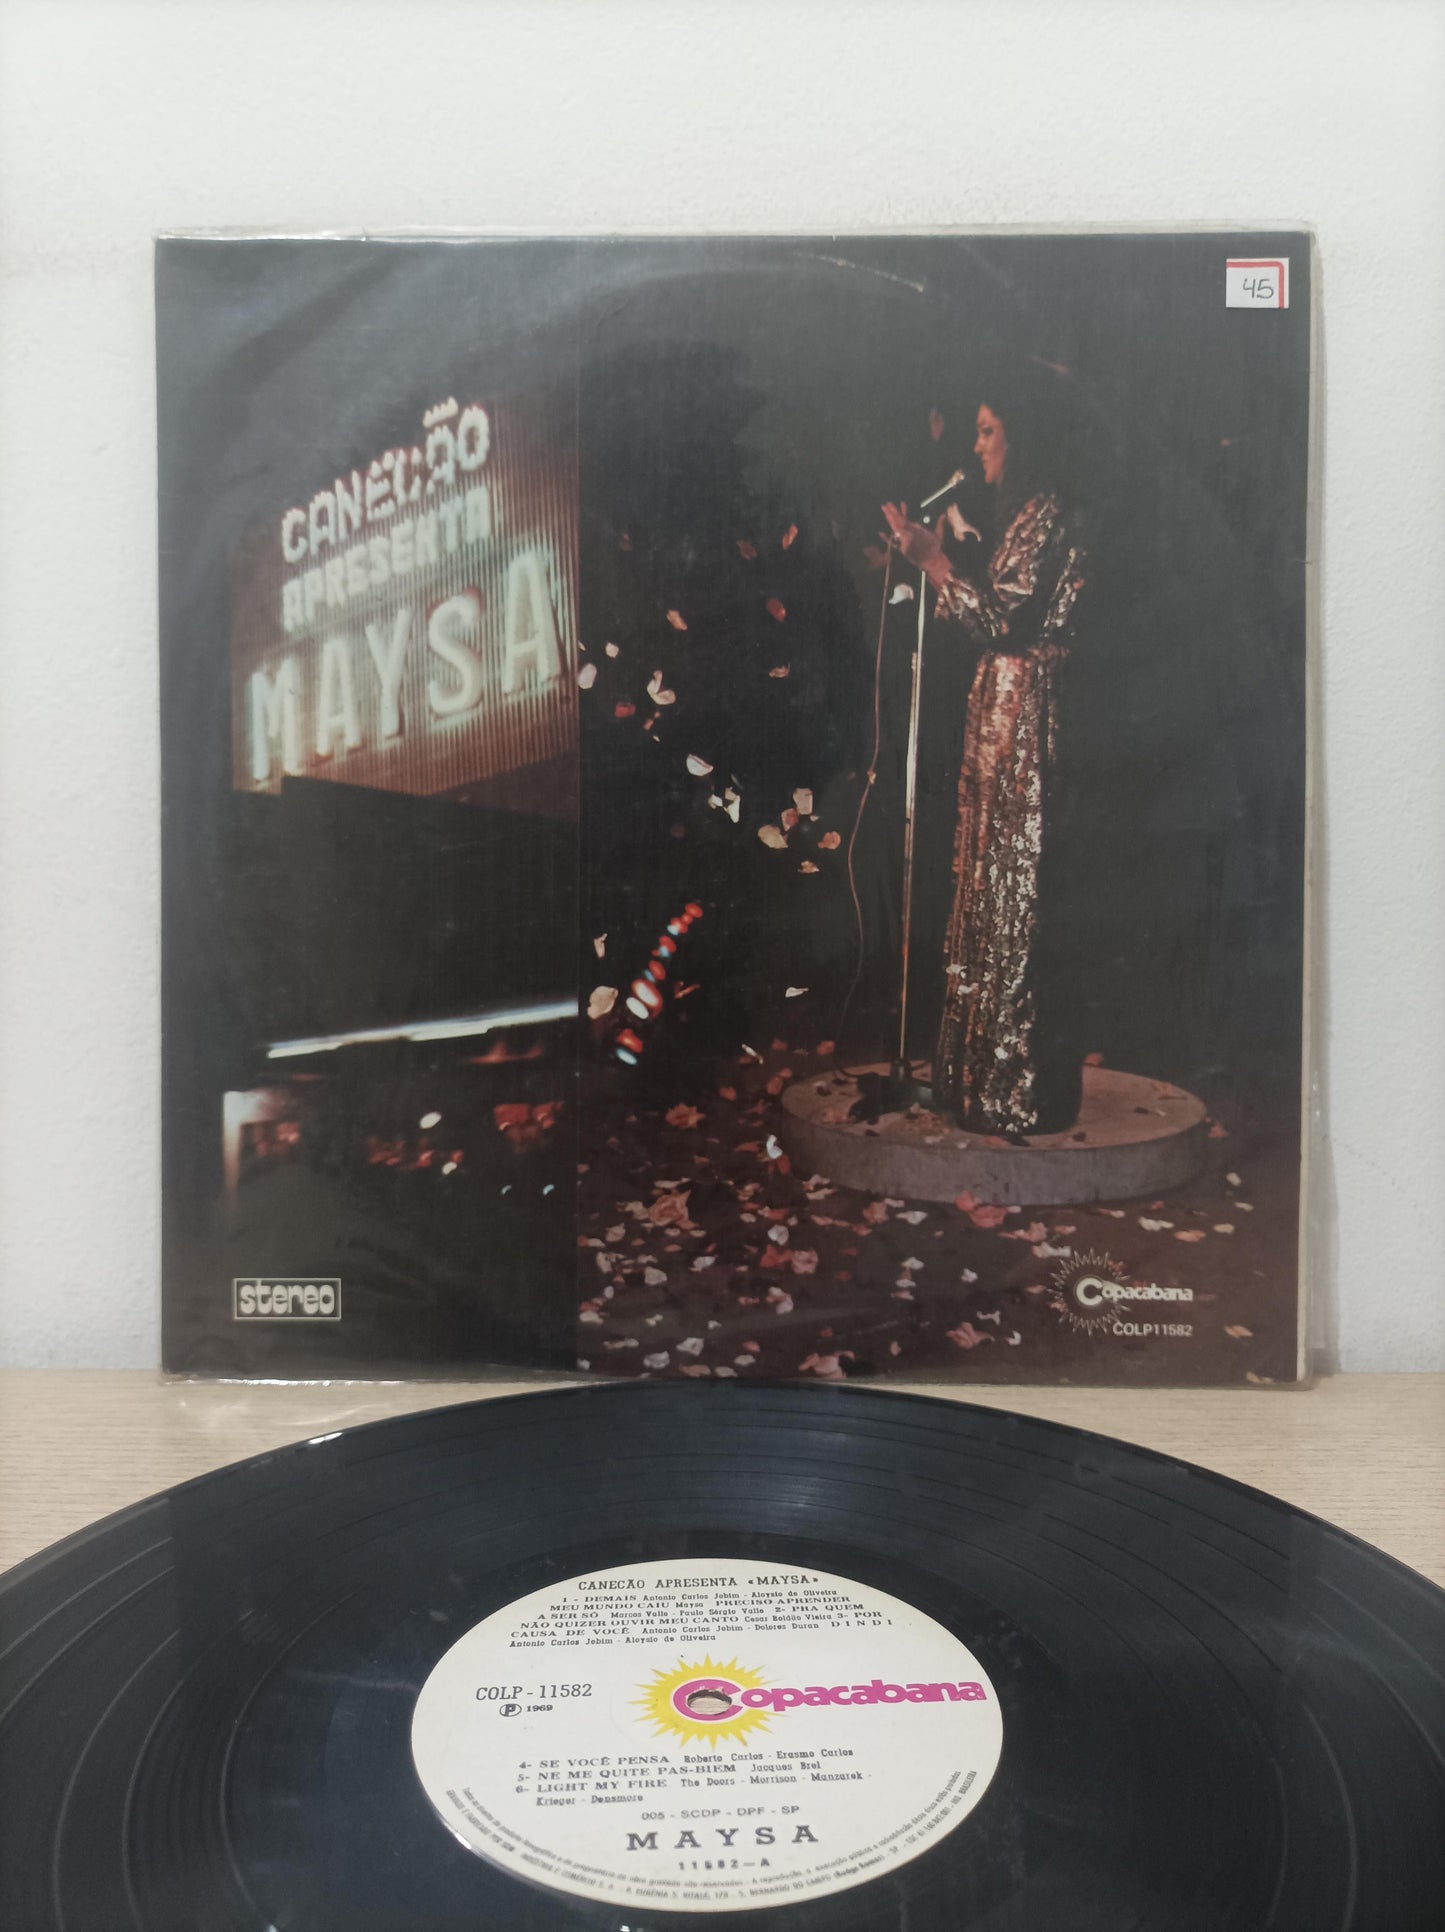 45
CANECÃO
APRESENTA
MAYSA
stereo
Copacabana
COLP11582
CANECÃO APRESENTA «MAYSA»
1 - DEMAIS Antonio Carlos Jobim - Aloysio de Oliveira
MEU MUNDO CAIU Maysa PRECISO APRENDER
A SER SÓ Marcos Valle - Paulo Sérgio Valle 2- PRA QUEM
NÃO QUIZER OUVIR MEU CANTO Cesar Roldão Vieira 3- POR
CAUSA DE VOCÊ Antonio Carlos Jobim - Dolores Duran DINDI
Antonio Carlos Jobim - Aloysio de Oliveira
COLP - 11582
Ⓟ 1969
Copacabana
4- SE VOCÊ PENSA Roberto Carlos - Erasmo Carlos
5- NE ME QUITE PAS-BIEM Jacques Brel
6- LIGHT MY FIRE The Doors - Morrison - Manzarek -
Krieger - Densmore
005 - SCDP - DPF - SP
MAYSA
11582-A